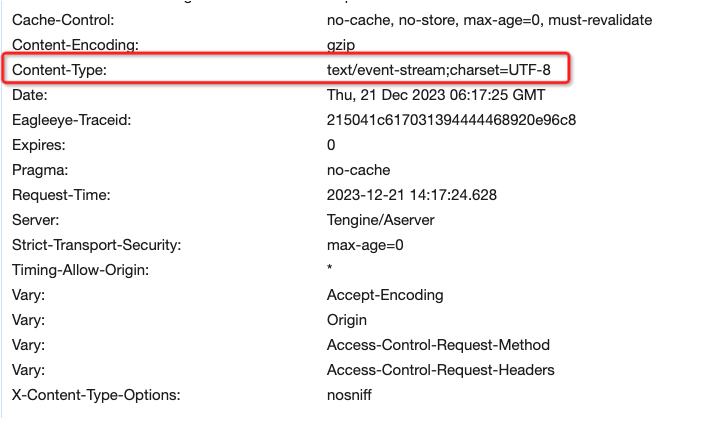 Cache-Control: no-cache, no-store, max-age=0, must-revalidate
Content-Encoding: gzip
Content-Type: text/event-stream;charset=UTF-8
Date: Thu, 21 Dec 2023 06:17:25 GMT
Eagleeye-Traceid: 215041c617031394444468920e96c8
Expires: 0
Pragma: no-cache
Request-Time: 2023-12-21 14:17:24.628
Server: Tengine/Aserver
Strict-Transport-Security: max-age=0
Timing-Allow-Origin: *
Vary: Accept-Encoding
Vary: Origin
Vary: Access-Control-Request-Method
Vary: Access-Control-Request-Headers
X-Content-Type-Options: nosniff